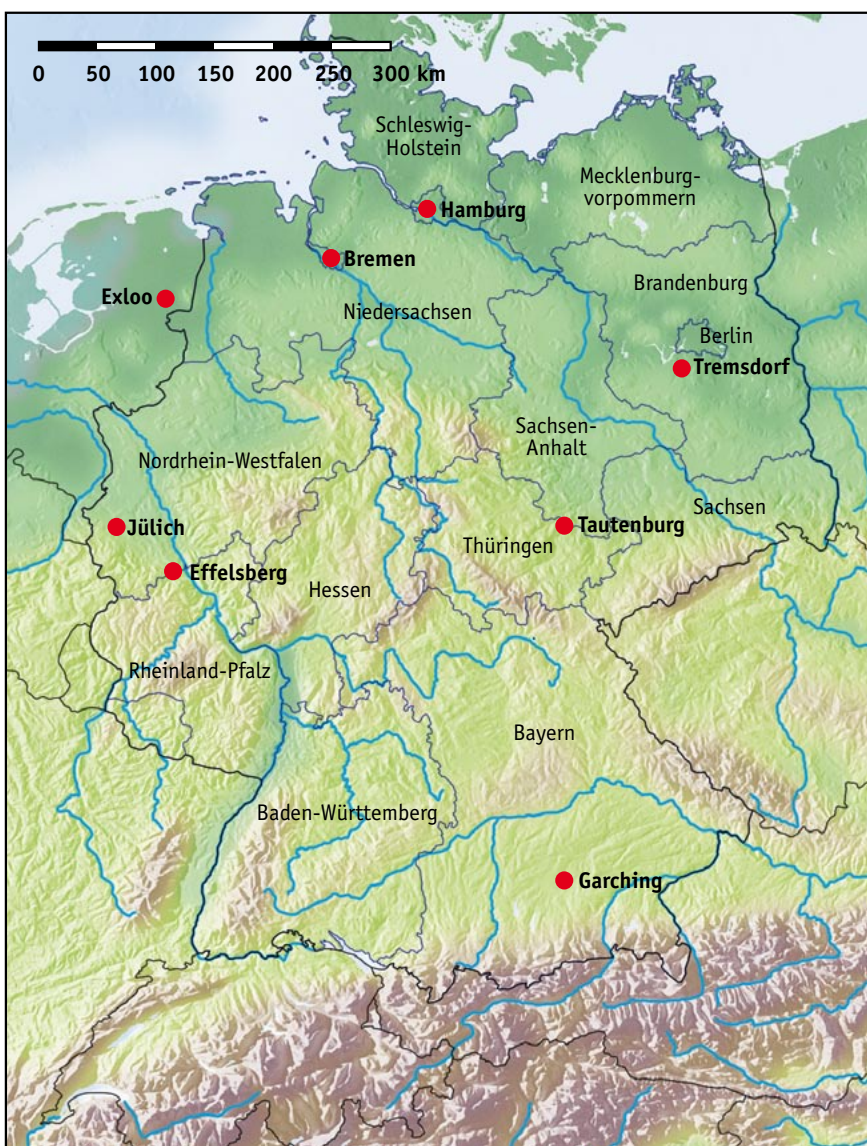 0 50 100 150 200 250 300 km
Schleswig-
Holstein
Mecklenburg-
vorpommern
Hamburg
Bremen
Brandenburg
Exloo
Niedersachsen
Berlin
Tremsdorf
Sachsen-
Anhalt
Nordrhein-Westfalen
Sachsen
Jülich
Tautenburg
Thüringen
Effelsberg
Hessen
Rheinland-Pfalz
Bayern
Baden-Württemberg
Garching